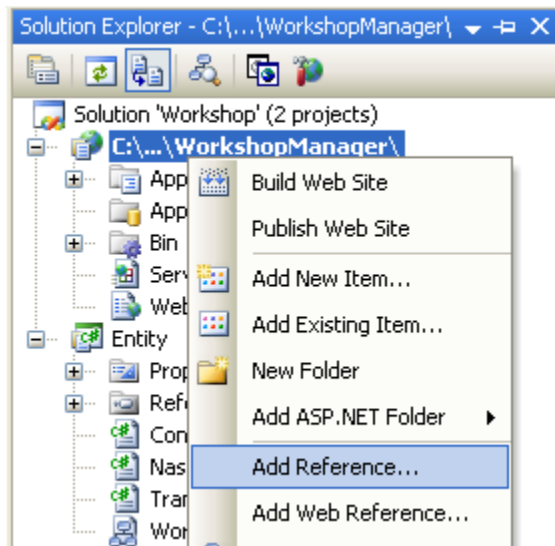 Solution Explorer - C:\...\WorkshopManager\
Solution 'Workshop' (2 projects)
C:\...\WorkshopManager\
App
Build Web Site
App
Publish Web Site
Bin
Serv
Add New Item...
Web
Add Existing Item...
Entity
Prop
New Folder
Refe
Add ASP.NET Folder
Con
Nas
Add Reference...
Tran
Add Web Reference...
Wor